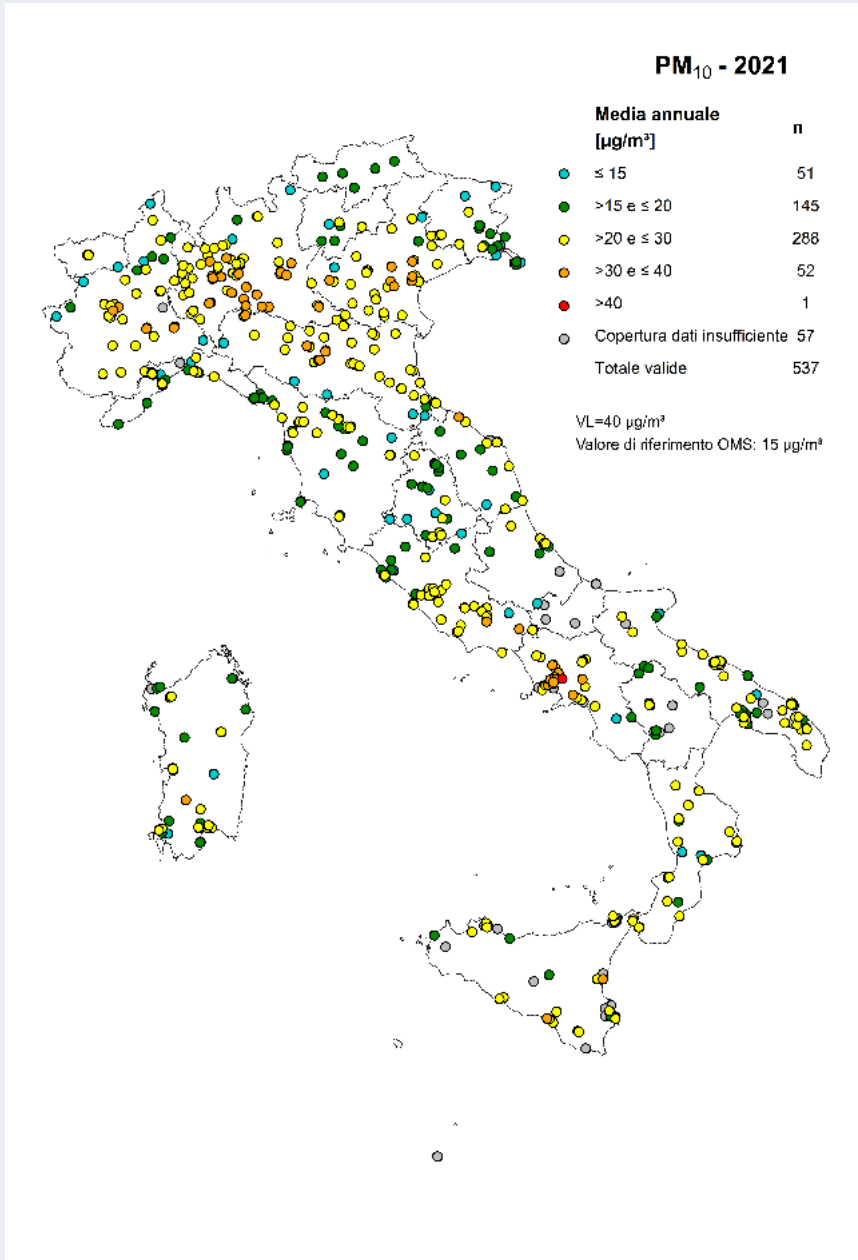 PM₁₀ - 2021
Media annuale n
[µg/m³]
≤ 15 51
>15 e ≤ 20 145
>20 e ≤ 30 288
>30 e ≤ 40 52
>40 1
Copertura dati insufficiente 57
Totale valide 537
VL=40 µg/m³
Valore di riferimento OMS: 15 µg/m³